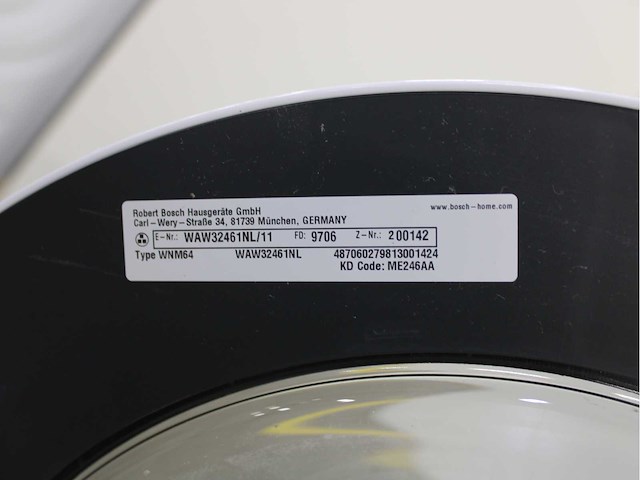 Robert Bosch Hausgeräte GmbH
Carl-Wery-Straße 34, 81739 München, GERMANY
www.bosch-home.com
E-Nr.: WAW32461NL/11 FD: 9706 Z-Nr.: 200142
Type WNM64 WAW32461NL 487060279813001424
KD Code: ME246AA